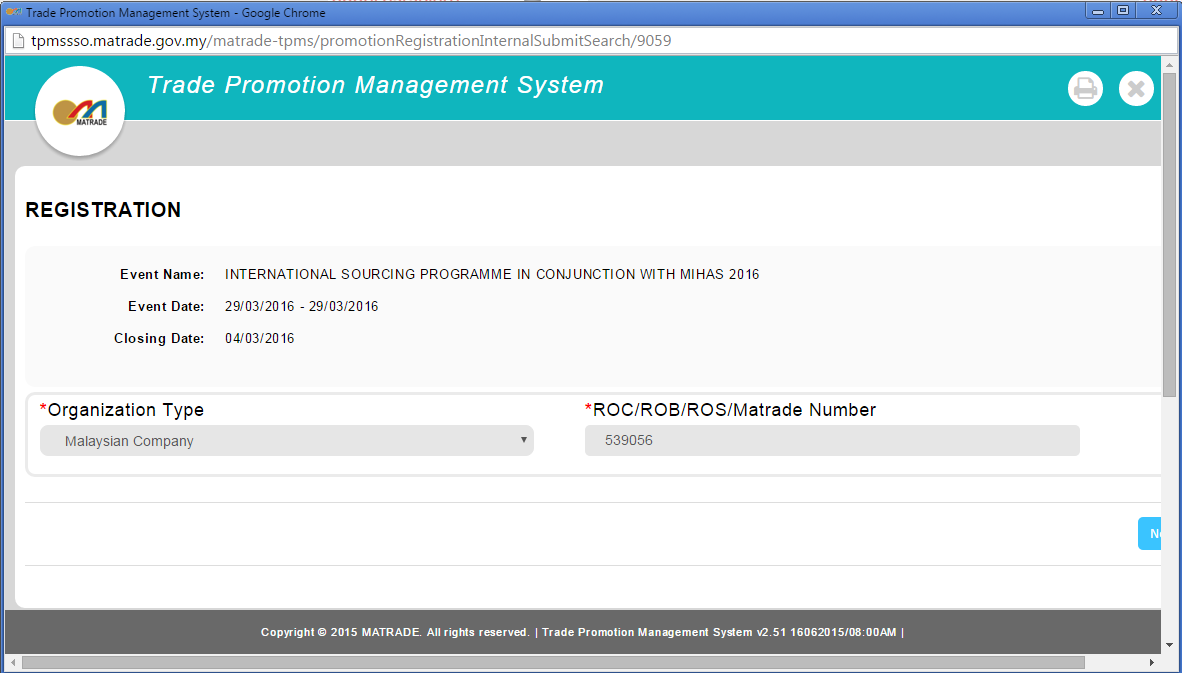 Trade Promotion Management System - Google Chrome
tpmssso.matrade.gov.my/matrade-tpms/promotionRegistrationInternalSubmitSearch/9059
MATRADE
Trade Promotion Management System
REGISTRATION
Event Name: INTERNATIONAL SOURCING PROGRAMME IN CONJUNCTION WITH MIHAS 2016
Event Date: 29/03/2016 - 29/03/2016
Closing Date: 04/03/2016
*Organization Type
Malaysian Company
*ROC/ROB/ROS/Matrade Number
539056
Copyright © 2015 MATRADE. All rights reserved. | Trade Promotion Management System v2.51 16062015/08:00AM |